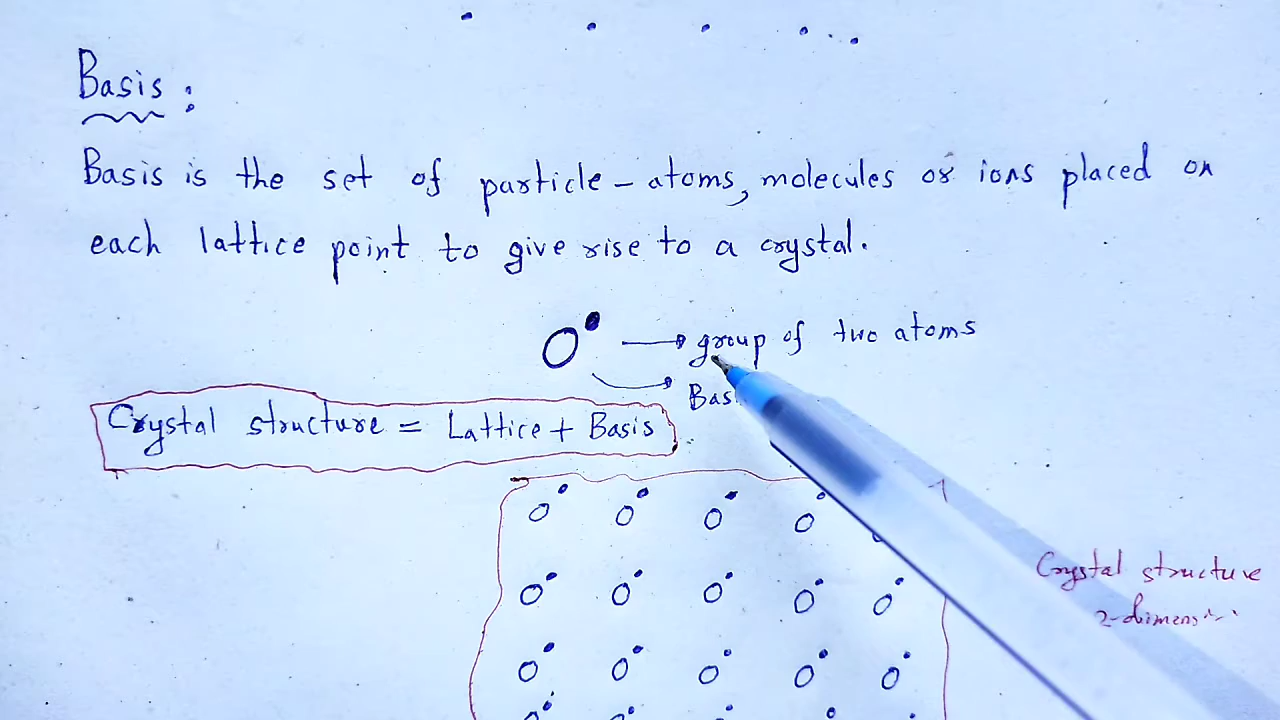 Basis :
Basis is the set of particle - atoms, molecules or ions placed on
each lattice point to give rise to a crystal.
group of two atoms
Crystal structure = Lattice + Basis
Crystal structure